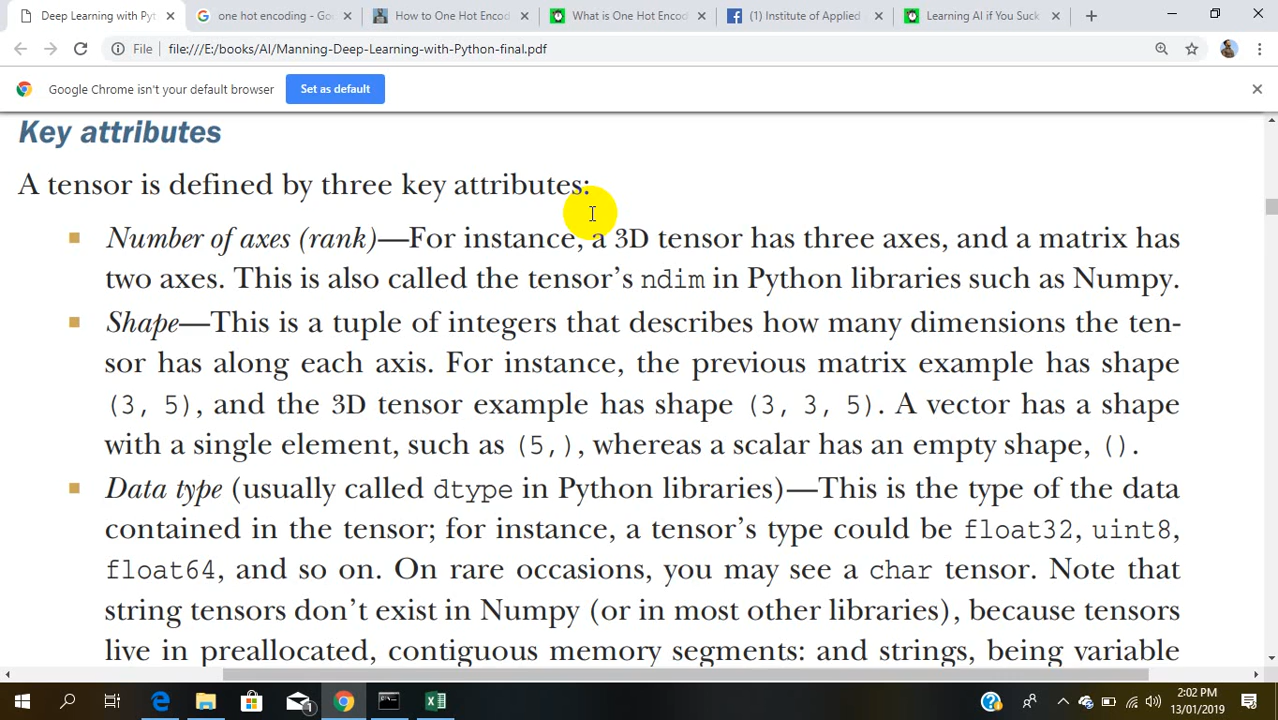 Deep Learning with Pyt
one hot encoding - Goo
How to One Hot Encod
What is One Hot Encod
(1) Institute of Applied
Learning AI if You Suck
File
file:///E:/books/AI/Manning-Deep-Learning-with-Python-final.pdf
Google Chrome isn't your default browser
Set as default
Key attributes
A tensor is defined by three key attributes:
Number of axes (rank)—For instance, a 3D tensor has three axes, and a matrix has
two axes. This is also called the tensor's ndim in Python libraries such as Numpy.
Shape—This is a tuple of integers that describes how many dimensions the ten-
sor has along each axis. For instance, the previous matrix example has shape
(3, 5), and the 3D tensor example has shape (3, 3, 5). A vector has a shape
with a single element, such as (5,), whereas a scalar has an empty shape, ().
Data type (usually called dtype in Python libraries)—This is the type of the data
contained in the tensor; for instance, a tensor's type could be float32, uint8,
float64, and so on. On rare occasions, you may see a char tensor. Note that
string tensors don't exist in Numpy (or in most other libraries), because tensors
live in preallocated, contiguous memory segments: and strings, being variable
1
2:02 PM
13/01/2019